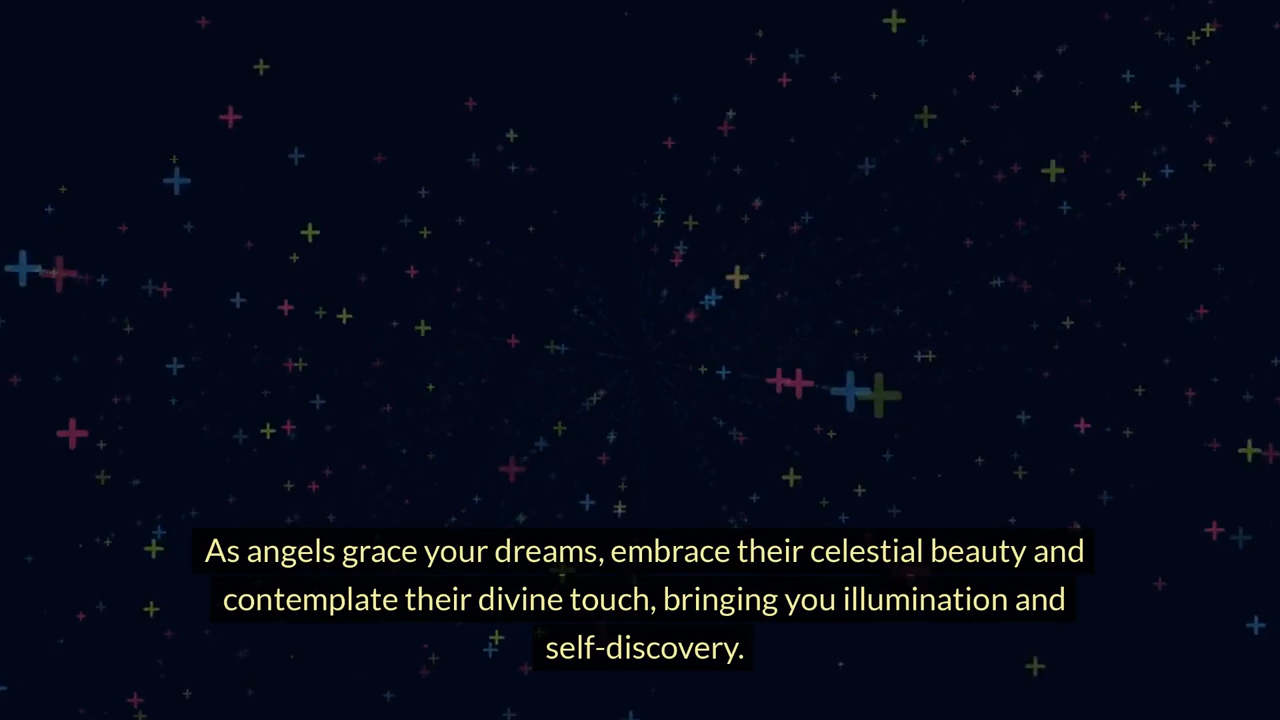 As angels grace your dreams, embrace their celestial beauty and
contemplate their divine touch, bringing you illumination and
self-discovery.